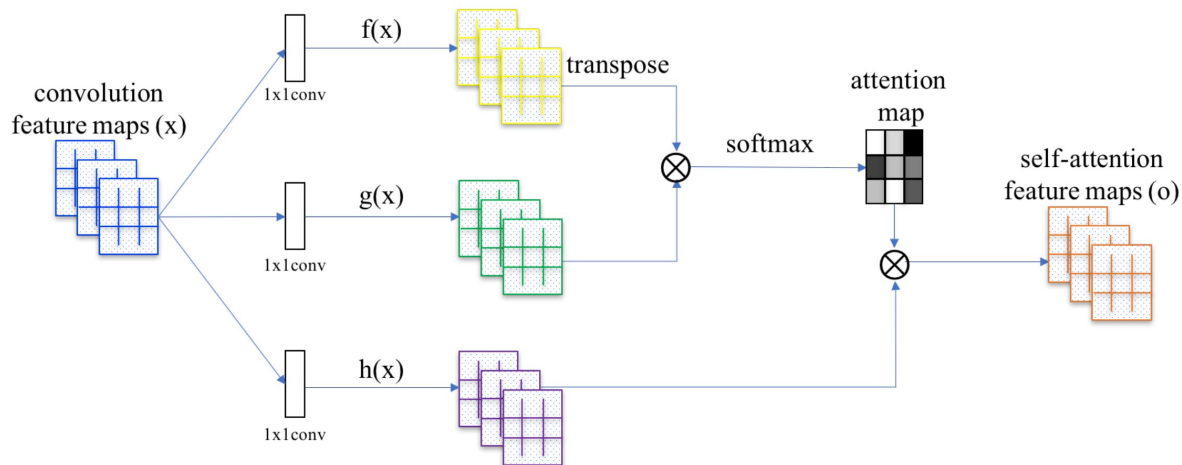 convolution
feature maps (x)
f(x)
1x1conv
transpose
g(x)
1x1conv
h(x)
1x1conv
softmax
attention
map
self-attention
feature maps (o)